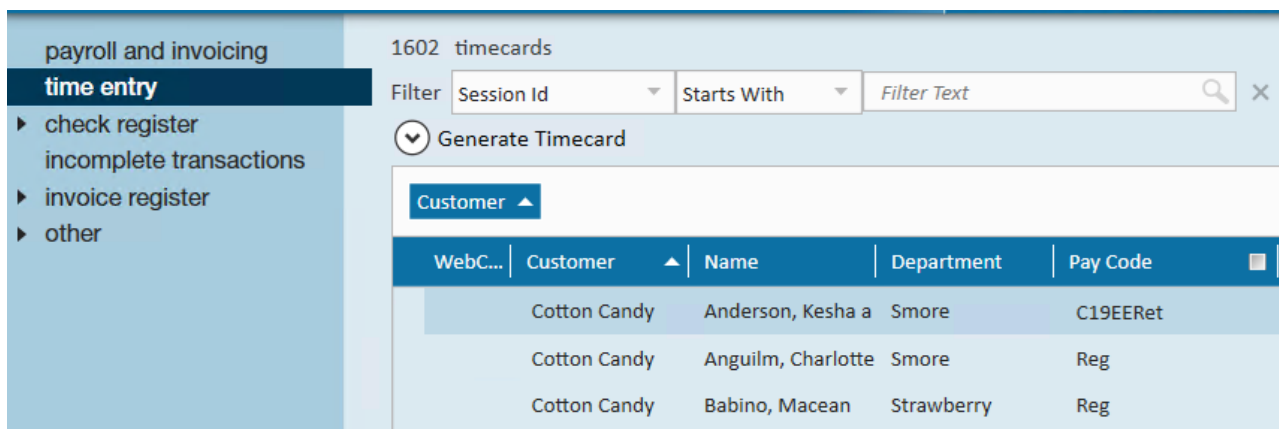 payroll and invoicing
time entry
check register
incomplete transactions
invoice register
other
1602 timecards
Filter Session Id Starts With Filter Text
Generate Timecard
Customer
WebC... Customer Name Department Pay Code
Cotton Candy Anderson, Kesha a Smore C19EERet
Cotton Candy Anguilm, Charlotte Smore Reg
Cotton Candy Babino, Macean Strawberry Reg